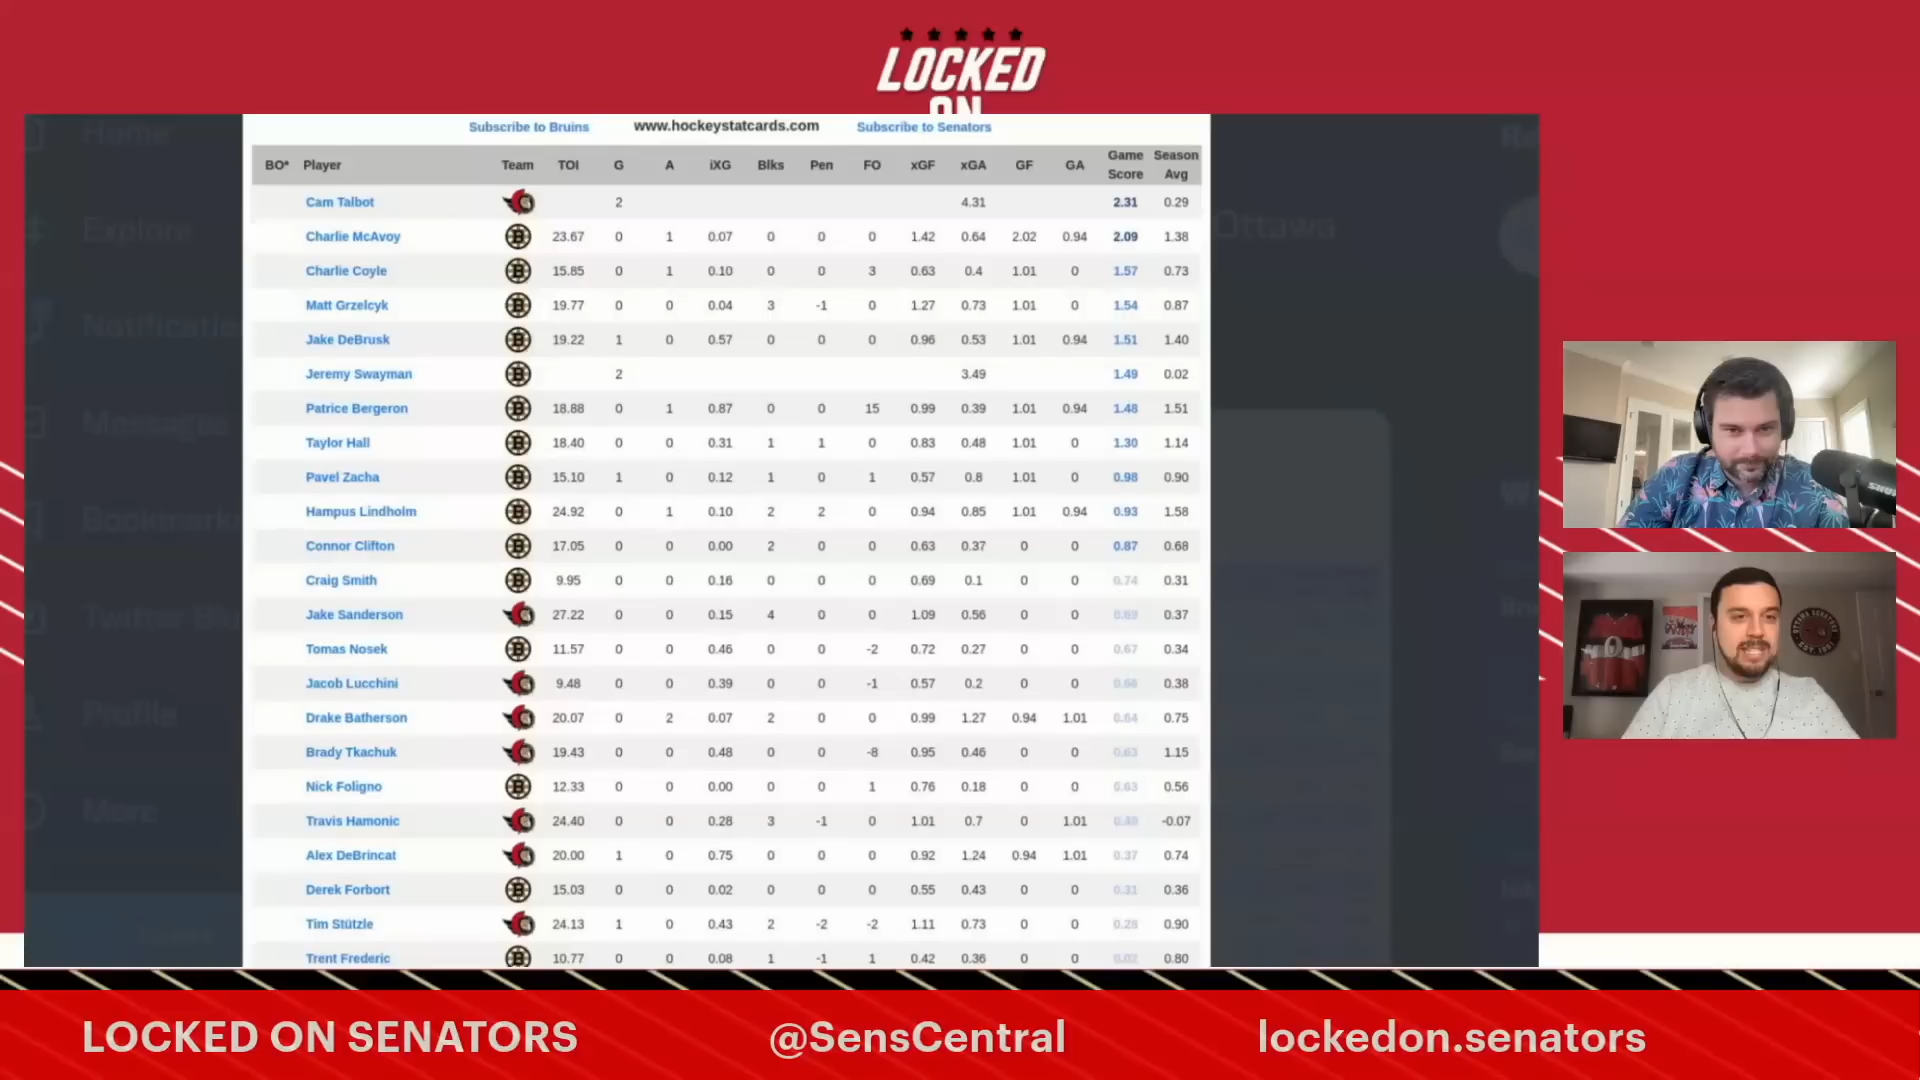 LOCKED
ON
Subscribe to Bruins www.hockeystatcards.com Subscribe to Senators
BO* Player Team TOI G A iXG Blks Pen FO xGF xGA GF GA Game Score Season Avg
Cam Talbot 2 4.31 2.31 0.29
Charlie McAvoy 23.67 0 1 0.07 0 0 0 1.42 0.64 2.02 0.94 2.09 1.38
Charlie Coyle 15.85 0 1 0.10 0 0 3 0.63 0.4 1.01 0 1.57 0.73
Matt Grzelcyk 19.77 0 0 0.04 3 -1 0 1.27 0.73 1.01 0 1.54 0.87
Jake DeBrusk 19.22 1 0 0.57 0 0 0 0.96 0.53 1.01 0.94 1.51 1.40
Jeremy Swayman 2 3.49 1.49 0.02
Patrice Bergeron 18.88 0 1 0.87 0 0 15 0.99 0.39 1.01 0.94 1.48 1.51
Taylor Hall 18.40 0 0 0.31 1 1 0 0.83 0.48 1.01 0 1.30 1.14
Pavel Zacha 15.10 1 0 0.12 1 0 1 0.57 0.8 1.01 0 0.98 0.90
Hampus Lindholm 24.92 0 1 0.10 2 2 0 0.94 0.85 1.01 0.94 0.93 1.58
Connor Clifton 17.05 0 0 0.00 2 0 0 0.63 0.37 0 0 0.87 0.68
Craig Smith 9.95 0 0 0.16 0 0 0 0.69 0.1 0 0 0.74 0.31
Jake Sanderson 27.22 0 0 0.15 4 0 0 1.09 0.56 0 0 0.69 0.37
Tomas Nosek 11.57 0 0 0.46 0 0 -2 0.72 0.27 0 0 0.67 0.34
Jacob Lucchini 9.48 0 0 0.39 0 0 -1 0.57 0.2 0 0 0.66 0.38
Drake Batherson 20.07 0 2 0.07 2 0 0 0.99 1.27 0.94 1.01 0.64 0.75
Brady Tkachuk 19.43 0 0 0.48 0 0 -8 0.95 0.46 0 0 0.63 1.15
Nick Foligno 12.33 0 0 0.00 0 0 1 0.76 0.18 0 0 0.63 0.56
Travis Hamonic 24.40 0 0 0.28 3 -1 0 1.01 0.7 0 1.01 0.49 -0.07
Alex DeBrincat 20.00 1 0 0.75 0 0 0 0.92 1.24 0.94 1.01 0.37 0.74
Derek Forbort 15.03 0 0 0.02 0 0 0 0.55 0.43 0 0 0.31 0.36
Tim Stützle 24.13 1 0 0.43 2 -2 -2 1.11 0.73 0 0 0.28 0.90
Trent Frederic 10.77 0 0 0.08 1 -1 1 0.42 0.36 0 0 0.02 0.80
Home
Explore
Notificatio
Messages
Bookmark
Twitter Blu
Profile
More
Ottawa
LOCKED ON SENATORS @SensCentral lockedon.senators